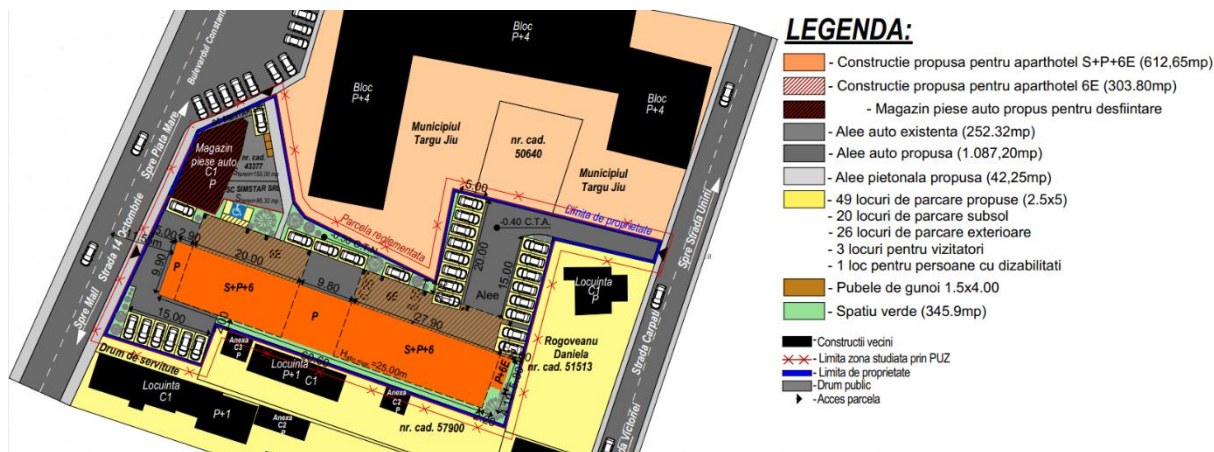 Bulevardul Constanti
Spre Piata Mare
Strada 14 Octombrie
Spre Mall
Bloc
P+4
Bloc
P+4
Bloc
P+4
Municipiul
Targu Jiu
nr. cad.
50640
Municipiul
Targu Jiu
Magazin
piese auto
C1
P
nr. cad.
43377
SC SIMSTAR SRL
Parcela reglementata
Limita de proprietate
-0.40 C.T.A.
5.00
20.00
15.00
Alee
5.00
2.90
9.90
P
20.00
S+P+6
9.80
P
6E
27.90
S+P+6
P+6E
15.00
=25.00m
Drum de servitute
Anexa
C3
P
Locuinta
P+1
C1
Anexa
C2
P
Locuinta
C1
P+1
Anexa
C2
P
nr. cad. 57900
Rogoveanu
Daniela
nr. cad. 51513
Locuinta
C1
P
Spre Strada Unirii
Strada Carpati
Victoriei
LEGENDA:
- Constructie propusa pentru aparthotel S+P+6E (612,65mp)
- Constructie propusa pentru aparthotel 6E (303.80mp)
- Magazin piese auto propus pentru desfiintare
- Alee auto existenta (252.32mp)
- Alee auto propusa (1.087,20mp)
- Alee pietonala propusa (42,25mp)
- 49 locuri de parcare propuse (2.5x5)
- 20 locuri de parcare subsol
- 26 locuri de parcare exterioare
- 3 locuri pentru vizitatori
- 1 loc pentru persoane cu dizabilitati
- Pubele de gunoi 1.5x4.00
- Spatiu verde (345.9mp)
- Constructii vecini
- Limita zona studiata prin PUZ
- Limita de proprietate
- Drum public
- Acces parcela